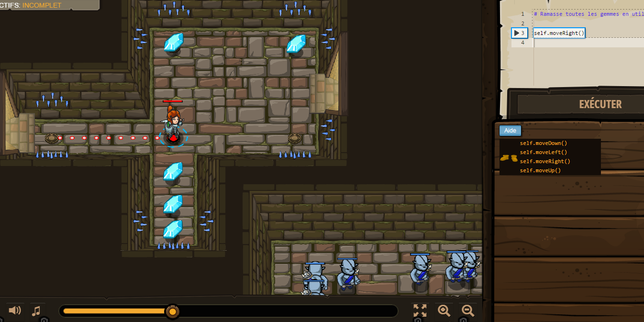 CTIFS: INCOMPLET
1 # Ramasse toutes les gemmes en util
2
3 self.moveRight()
4
EXÉCUTER
Aide
self.moveDown()
self.moveLeft()
self.moveRight()
self.moveUp()